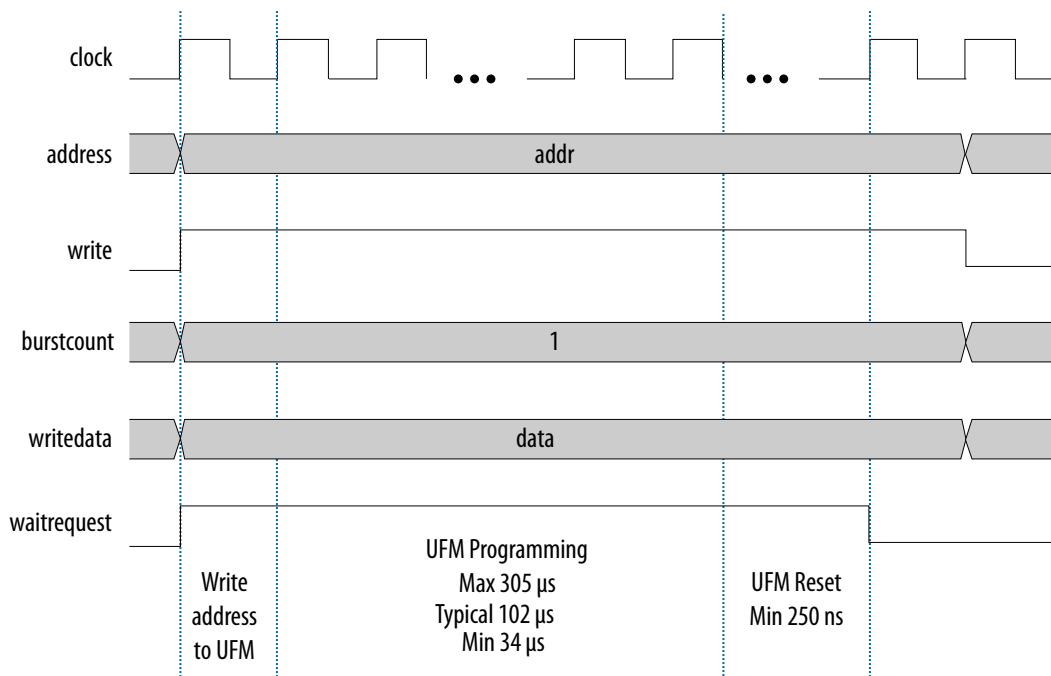 clock
address
addr
write
burstcount
1
writedata
data
waitrequest
Write
address
to UFM
UFM Programming
Max 305 µs
Typical 102 µs
Min 34 µs
UFM Reset
Min 250 ns